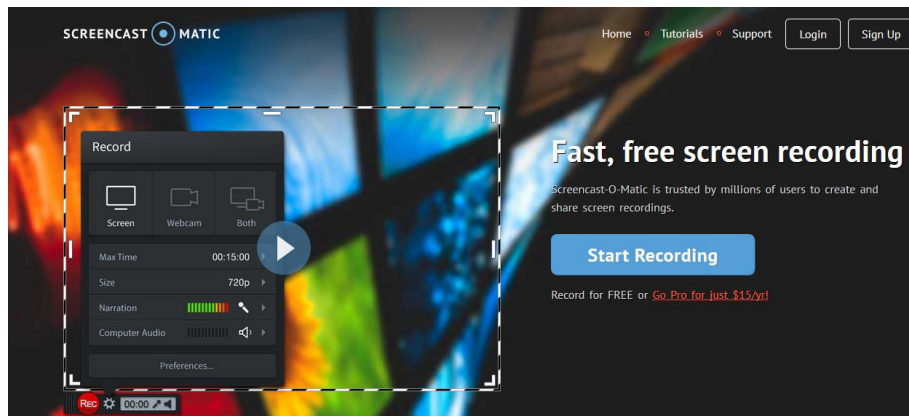 SCREENCAST MATIC
Home Tutorials Support Login Sign Up
Record
Screen Webcam Both
Max Time 00:15:00
Size 720p
Narration
Computer Audio
Preferences...
REC 00:00
Fast, free screen recording
Screencast-O-Matic is trusted by millions of users to create and
share screen recordings.
Start Recording
Record for FREE or Go Pro for just $15/yr!